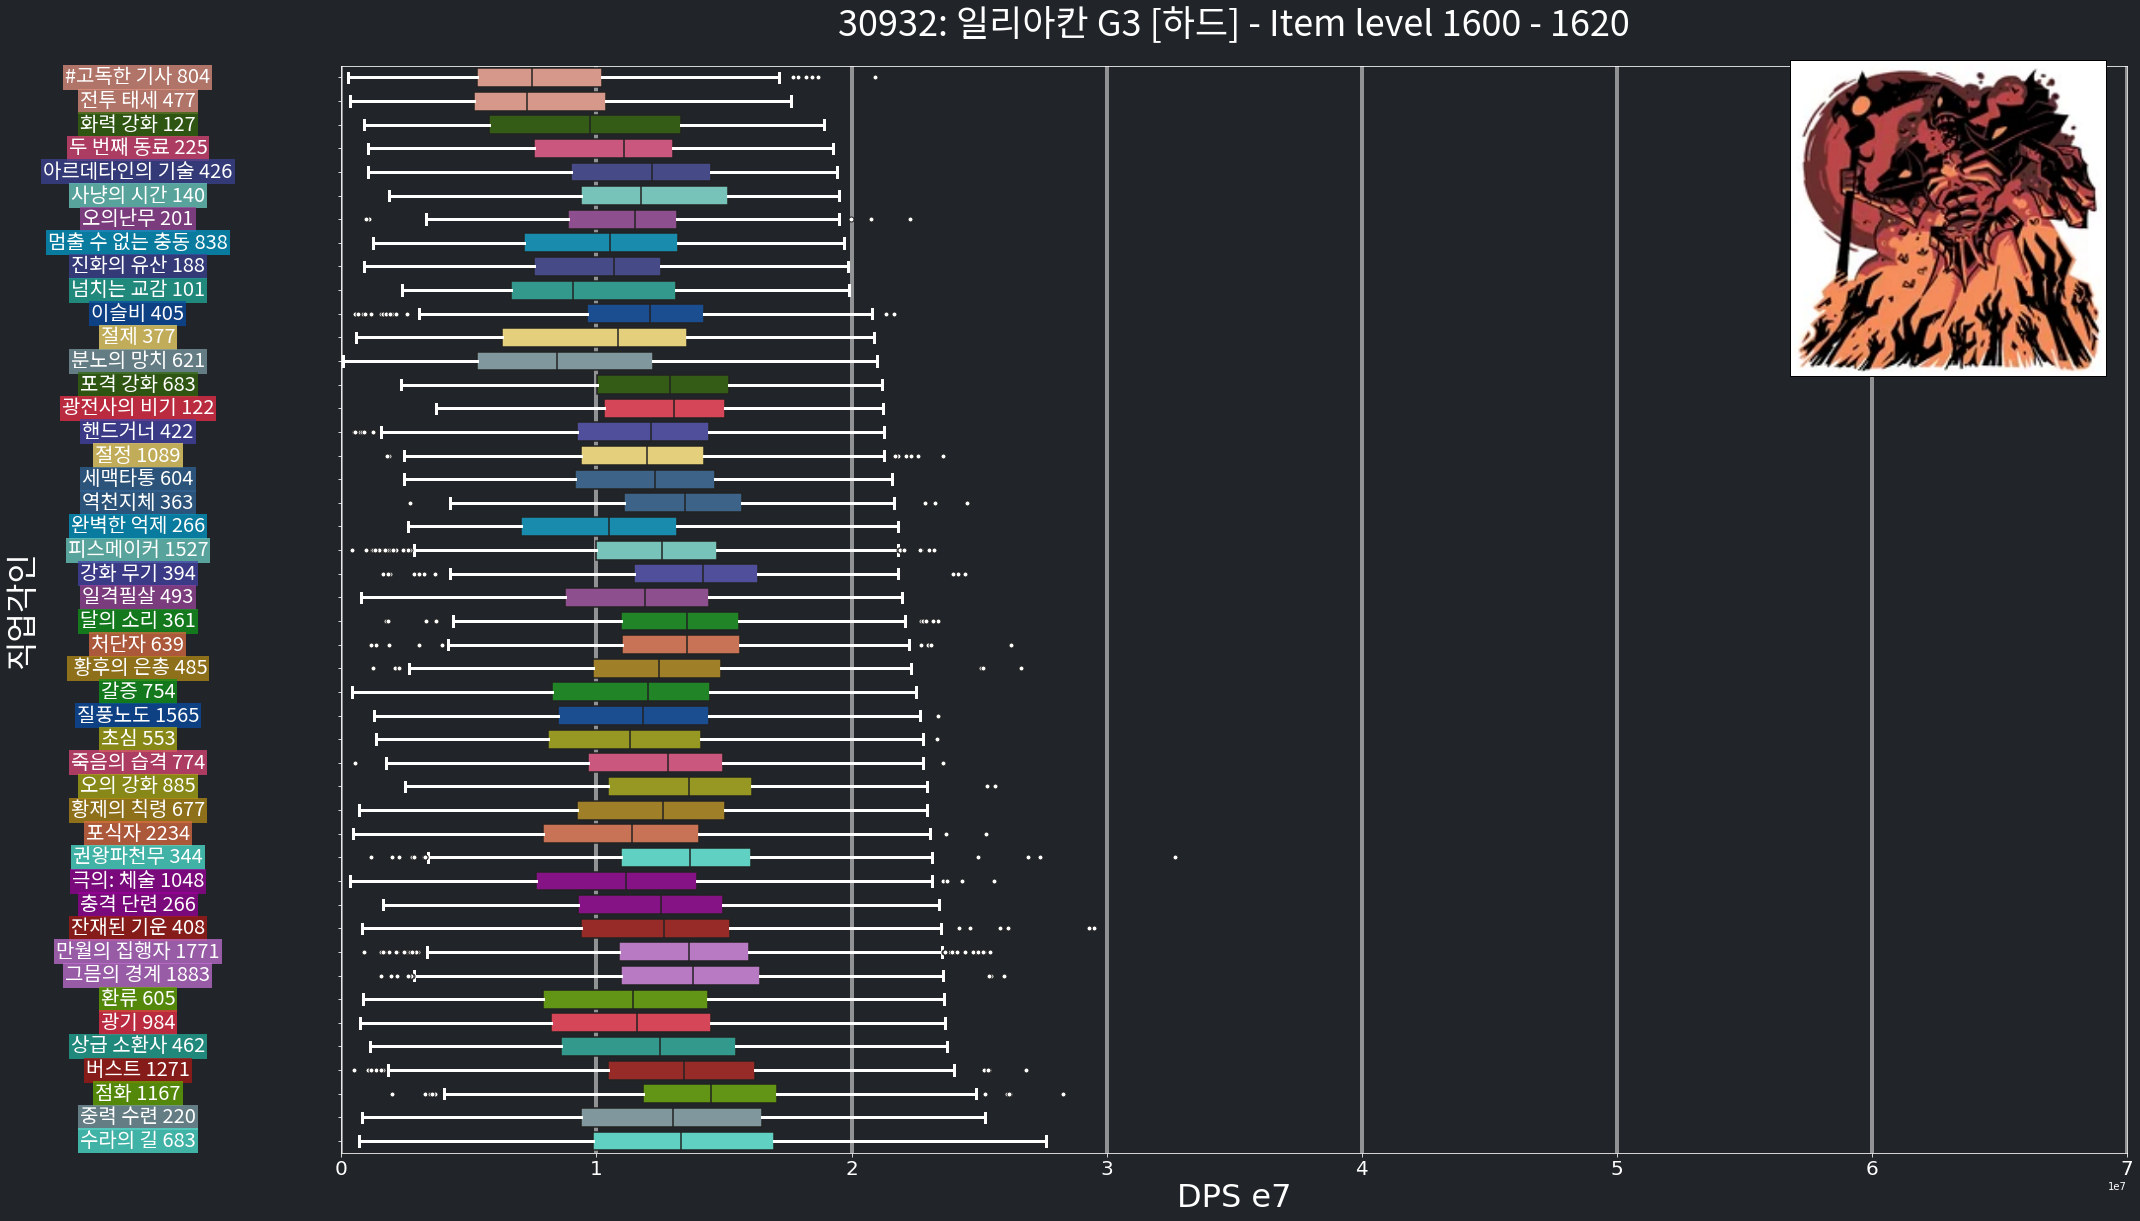 30932: 일리아칸 G3 [하드] - Item level 1600 - 1620
#고독한 기사 804
전투 태세 477
화력 강화 127
두 번째 동료 225
아르데타인의 기술 426
사냥의 시간 140
오의난무 201
멈출 수 없는 충동 838
진화의 유산 188
넘치는 교감 101
이슬비 405
절제 377
분노의 망치 621
포격 강화 683
광전사의 비기 122
핸드거너 422
절정 1089
세맥타통 604
역천지체 363
완벽한 억제 266
피스메이커 1527
강화 무기 394
일격필살 493
달의 소리 361
처단자 639
황후의 은총 485
갈증 754
질풍노도 1565
초심 553
죽음의 습격 774
오의 강화 885
황제의 칙령 677
포식자 2234
권왕파천무 344
극의: 체술 1048
충격 단련 266
잔재된 기운 408
만월의 집행자 1771
그믐의 경계 1883
환류 605
광기 984
상급 소환사 462
버스트 1271
점화 1167
중력 수련 220
수라의 길 683
직업각인
0 1 2 3 4 5 6 7
1e7
DPS e7